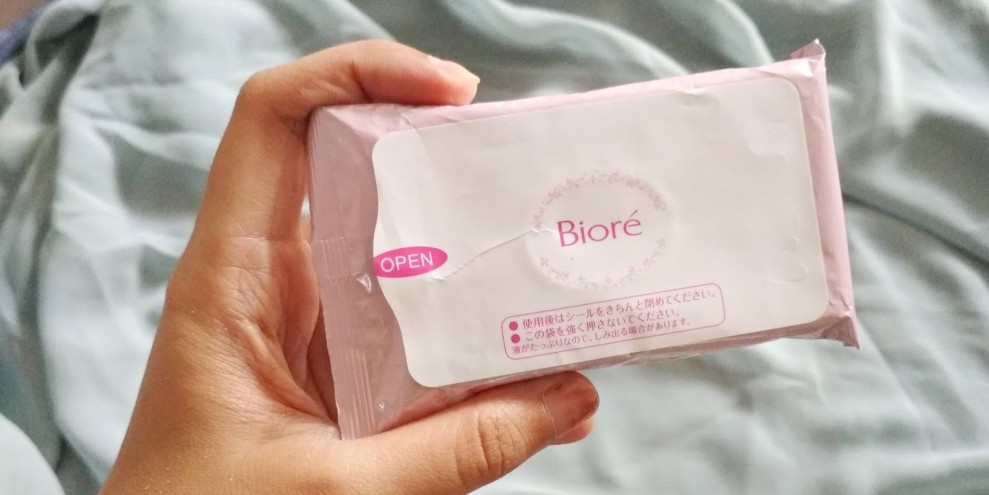 Bioré
OPEN
● 使用後はシールをきちんと閉めてください。
● この袋を強く押さないでください。
液がたっぷりなので、しみ出る場合があります。